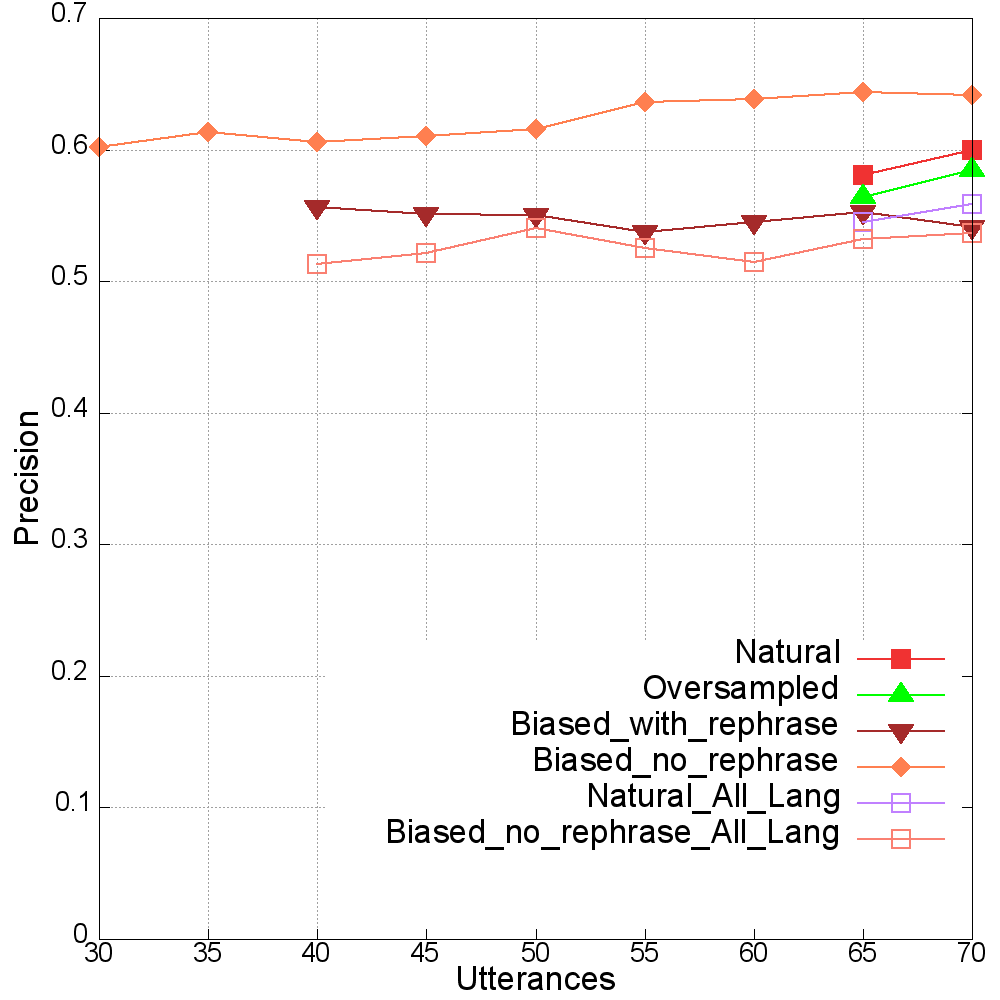 0.7
0.6
0.5
0.4
0.3
0.2
0.1
0
Precision
Natural
Oversampled
Biased_with_rephrase
Biased_no_rephrase
Natural_All_Lang
Biased_no_rephrase_All_Lang
30 35 40 45 50 55 60 65 70
Utterances